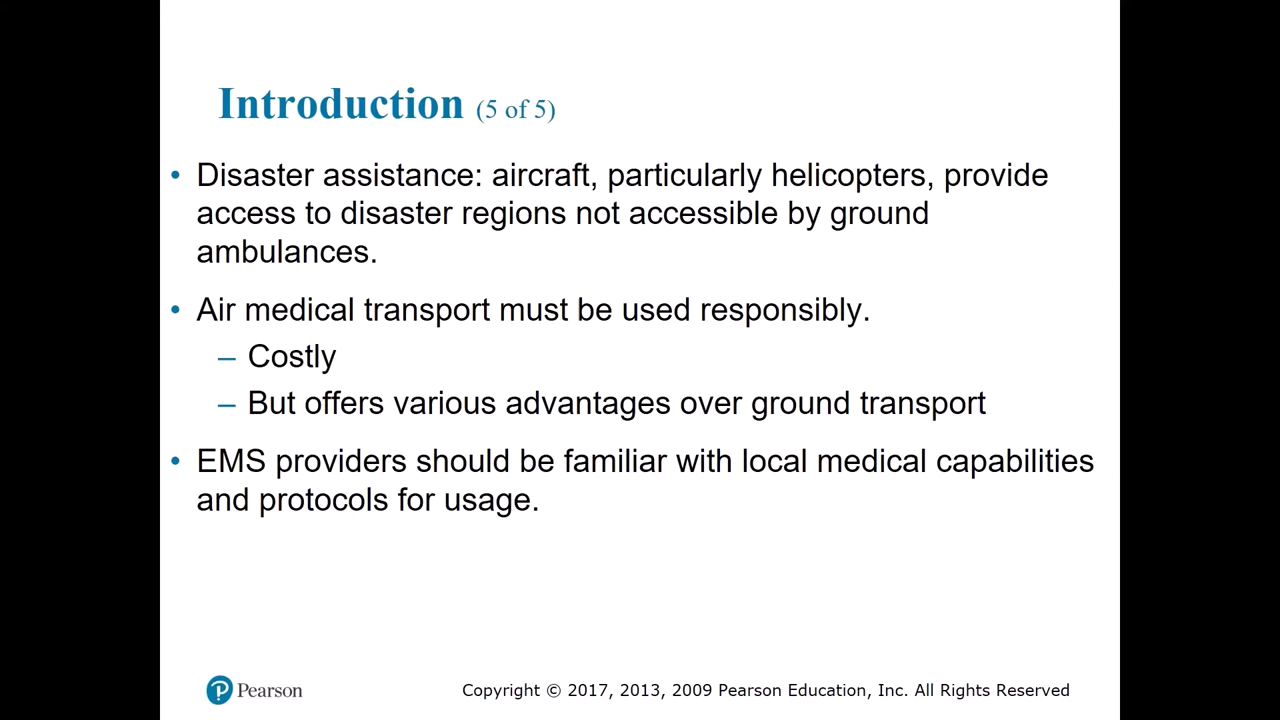 Introduction (5 of 5)
• Disaster assistance: aircraft, particularly helicopters, provide
access to disaster regions not accessible by ground
ambulances.
• Air medical transport must be used responsibly.
– Costly
– But offers various advantages over ground transport
• EMS providers should be familiar with local medical capabilities
and protocols for usage.
Pearson
Copyright © 2017, 2013, 2009 Pearson Education, Inc. All Rights Reserved